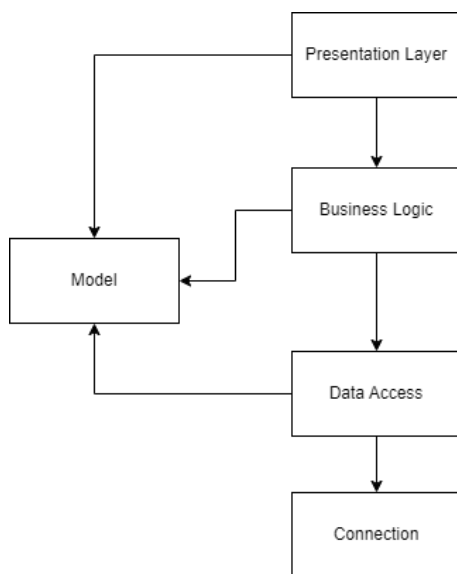 Presentation Layer
Business Logic
Model
Data Access
Connection